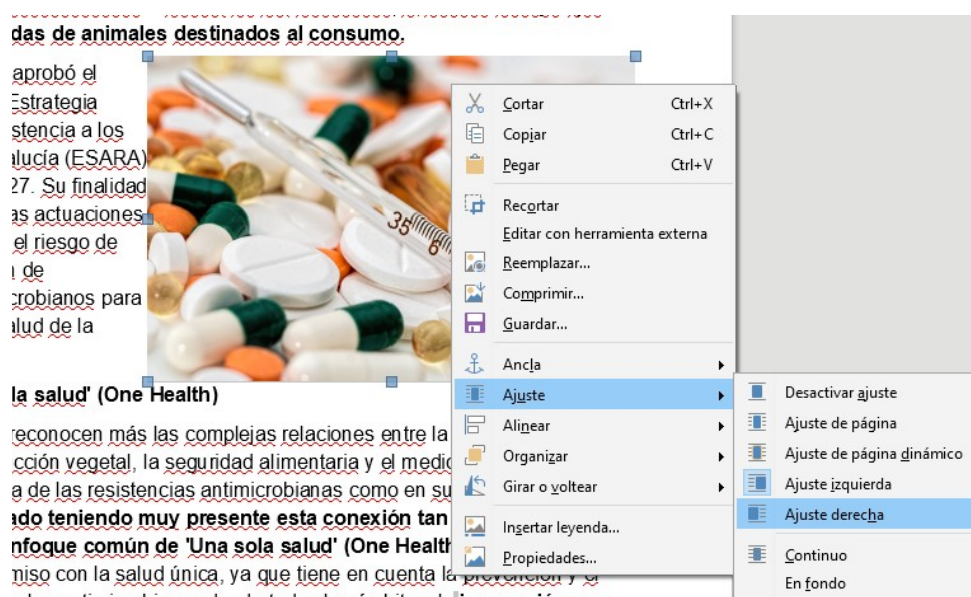 das de animales destinados al consumo.
aprobó el
Estrategia
stencia a los
alucía (ESARA)
27. Su finalidad
as actuaciones
el riesgo de
de
crobianos para
alud de la
la salud' (One Health)
reconocen más las complejas relaciones entre la
cción vegetal, la seguridad alimentaria y el medio
a de las resistencias antimicrobianas como en su
ado teniendo muy presente esta conexión tan
nfoque común de 'Una sola salud' (One Health
miso con la salud única, ya que tiene en cuenta la prevención y el
35 6
Cortar Ctrl+X
Copiar Ctrl+C
Pegar Ctrl+V
Recortar
Editar con herramienta externa
Reemplazar...
Comprimir...
Guardar...
Ancla
Ajuste
Alinear
Organizar
Girar o voltear
Insertar leyenda...
Propiedades...
Desactivar ajuste
Ajuste de página
Ajuste de página dinámico
Ajuste izquierda
Ajuste derecha
Continuo
En fondo